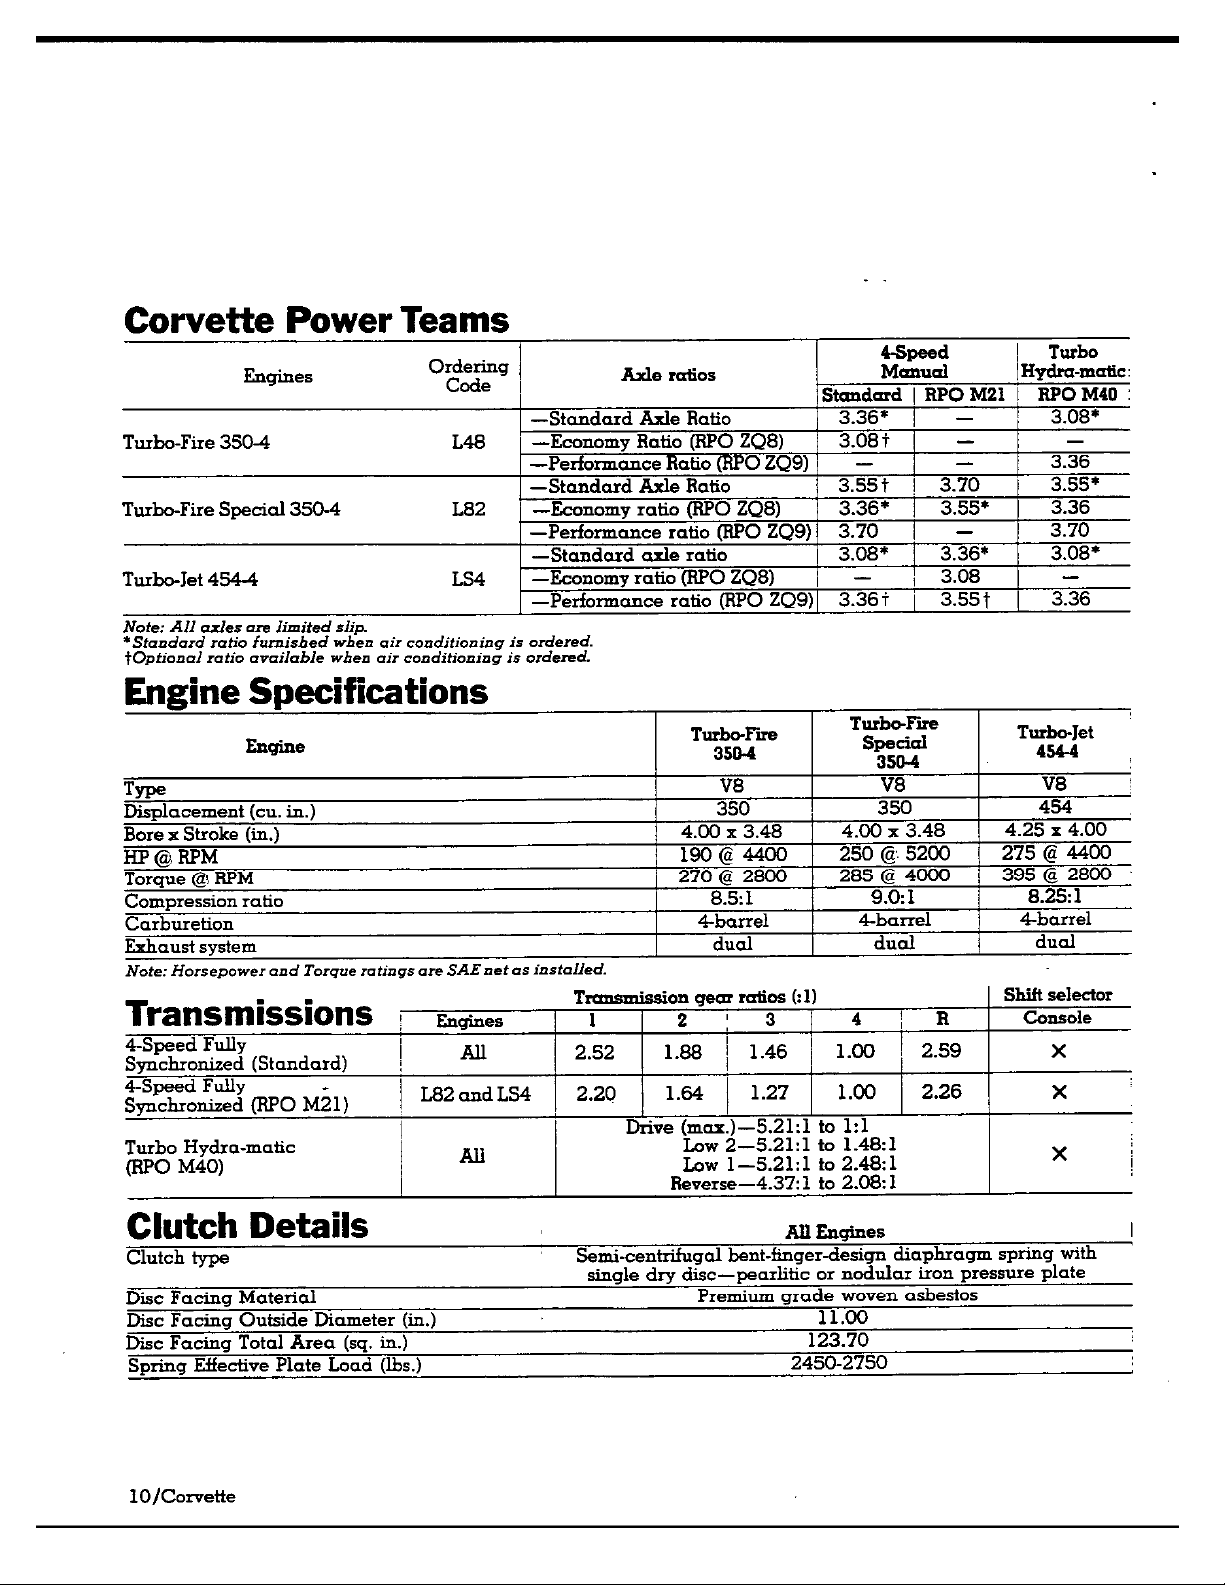 Corvette Power Teams
Engines Ordering Code Axle ratios 4-Speed Manual Turbo Hydra-matic
Standard RPO M21 RPO M40
Turbo-Fire 350-4 L48 —Standard Axle Ratio 3.36* — 3.08*
—Economy Ratio (RPO ZQ8) 3.08† — —
—Performance Ratio (RPO ZQ9) — — 3.36
Turbo-Fire Special 350-4 L82 —Standard Axle Ratio 3.55† 3.70 3.55*
—Economy ratio (RPO ZQ8) 3.36* 3.55* 3.36
—Performance ratio (RPO ZQ9) 3.70 — 3.70
Turbo-Jet 454-4 LS4 —Standard axle ratio 3.08* 3.36* 3.08*
—Economy ratio (RPO ZQ8) — 3.08 —
—Performance ratio (RPO ZQ9) 3.36† 3.55† 3.36
Note: All axles are limited slip.
*Standard ratio furnished when air conditioning is ordered.
†Optional ratio available when air conditioning is ordered.
Engine Specifications
Engine Turbo-Fire 350-4 Turbo-Fire Special 350-4 Turbo-Jet 454-4
Type V8 V8 V8
Displacement (cu. in.) 350 350 454
Bore x Stroke (in.) 4.00 x 3.48 4.00 x 3.48 4.25 x 4.00
HP @ RPM 190 @ 4400 250 @ 5200 275 @ 4400
Torque @ RPM 270 @ 2800 285 @ 4000 395 @ 2800
Compression ratio 8.5:1 9.0:1 8.25:1
Carburetion 4-barrel 4-barrel 4-barrel
Exhaust system dual dual dual
Note: Horsepower and Torque ratings are SAE net as installed.
Transmissions
Transmission gear ratios (:1) Shift selector
Engines 1 2 3 4 R Console
4-Speed Fully
Synchronized (Standard) All 2.52 1.88 1.46 1.00 2.59 X
4-Speed Fully
Synchronized (RPO M21) L82 and LS4 2.20 1.64 1.27 1.00 2.26 X
Turbo Hydra-matic
(RPO M40) All Drive (max.)—5.21:1 to 1:1 X
Low 2—5.21:1 to 1.48:1
Low 1—5.21:1 to 2.48:1
Reverse—4.37:1 to 2.08:1
Clutch Details
All Engines
Clutch type Semi-centrifugal bent-finger-design diaphragm spring with
single dry disc—pearlitic or nodular iron pressure plate
Disc Facing Material Premium grade woven asbestos
Disc Facing Outside Diameter (in.) 11.00
Disc Facing Total Area (sq. in.) 123.70
Spring Effective Plate Load (lbs.) 2450-2750
10/Corvette